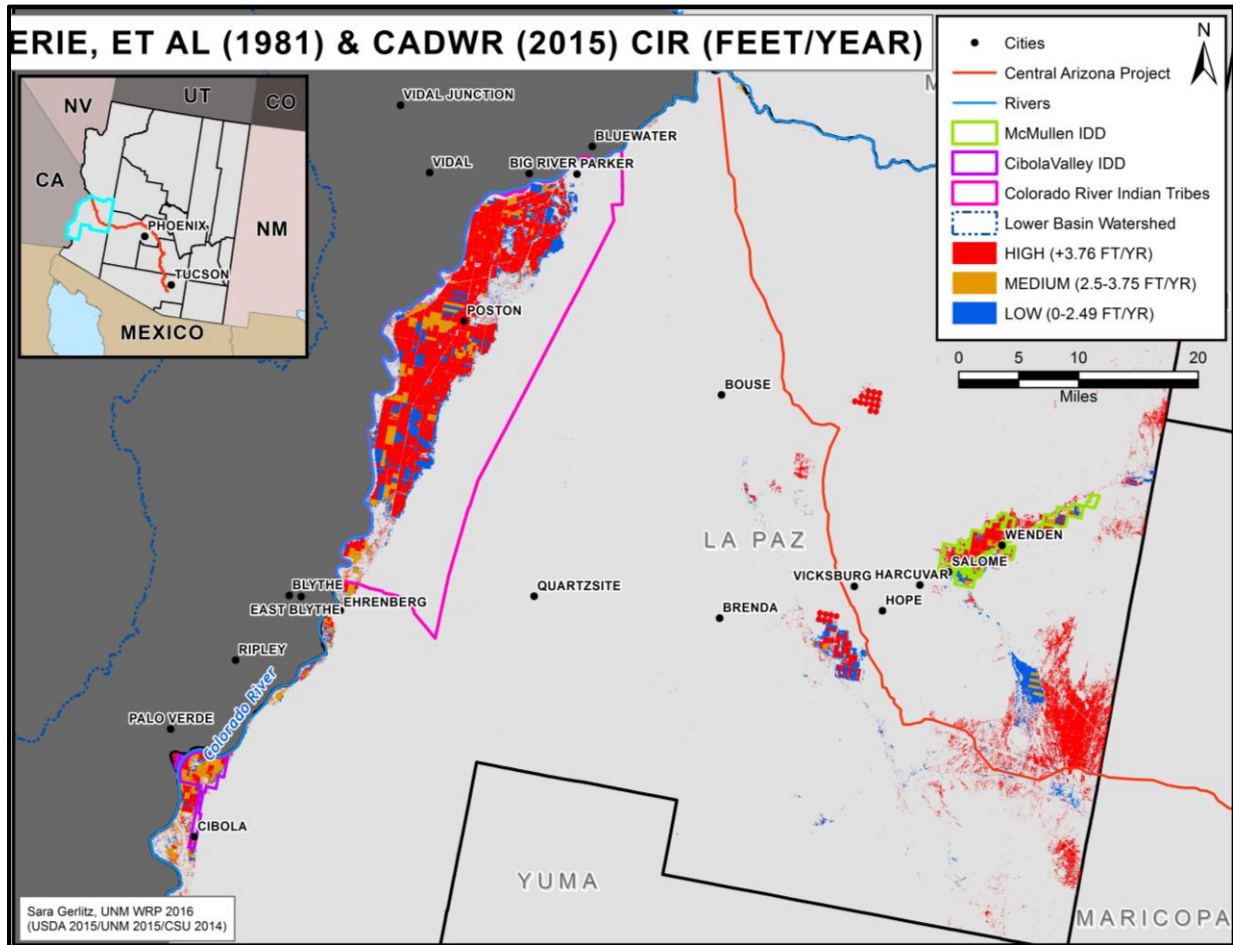 ERIE, ET AL (1981) & CADWR (2015) CIR (FEET/YEAR)
N
Cities
Central Arizona Project
Rivers
McMullen IDD
CibolaValley IDD
Colorado River Indian Tribes
Lower Basin Watershed
HIGH (+3.76 FT/YR)
MEDIUM (2.5-3.75 FT/YR)
LOW (0-2.49 FT/YR)
0 5 10 20
Miles
NV
UT
CO
CA
PHOENIX
NM
TUCSON
MEXICO
M
VIDAL JUNCTION
BLUEWATER
VIDAL
BIG RIVER
PARKER
POSTON
BOUSE
LA PAZ
WENDEN
SALOME
VICKSBURG
HARCUVAR
HOPE
QUARTZSITE
BRENDA
BLYTHE
EAST BLYTHE
EHRENBERG
RIPLEY
Colorado River
PALO VERDE
CIBOLA
YUMA
MARICOPA
Sara Gerlitz, UNM WRP 2016
(USDA 2015/UNM 2015/CSU 2014)